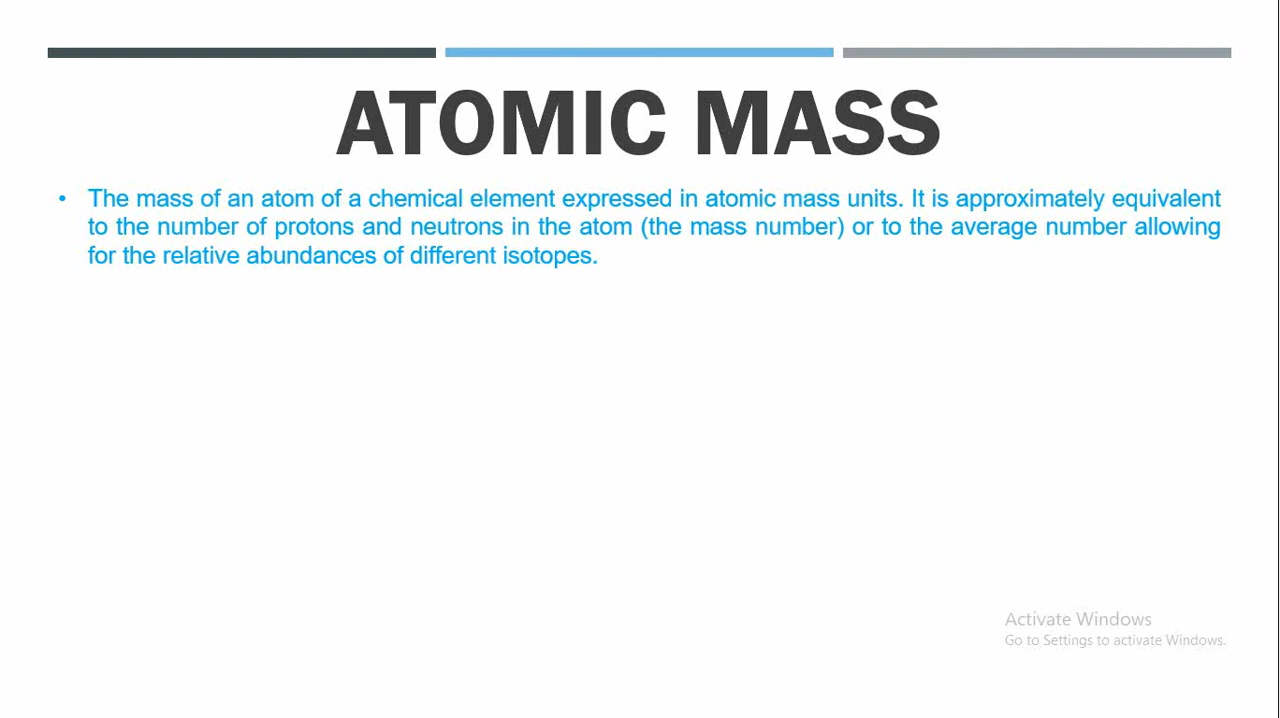 ATOMIC MASS
• The mass of an atom of a chemical element expressed in atomic mass units. It is approximately equivalent
to the number of protons and neutrons in the atom (the mass number) or to the average number allowing
for the relative abundances of different isotopes.
Activate Windows
Go to Settings to activate Windows.